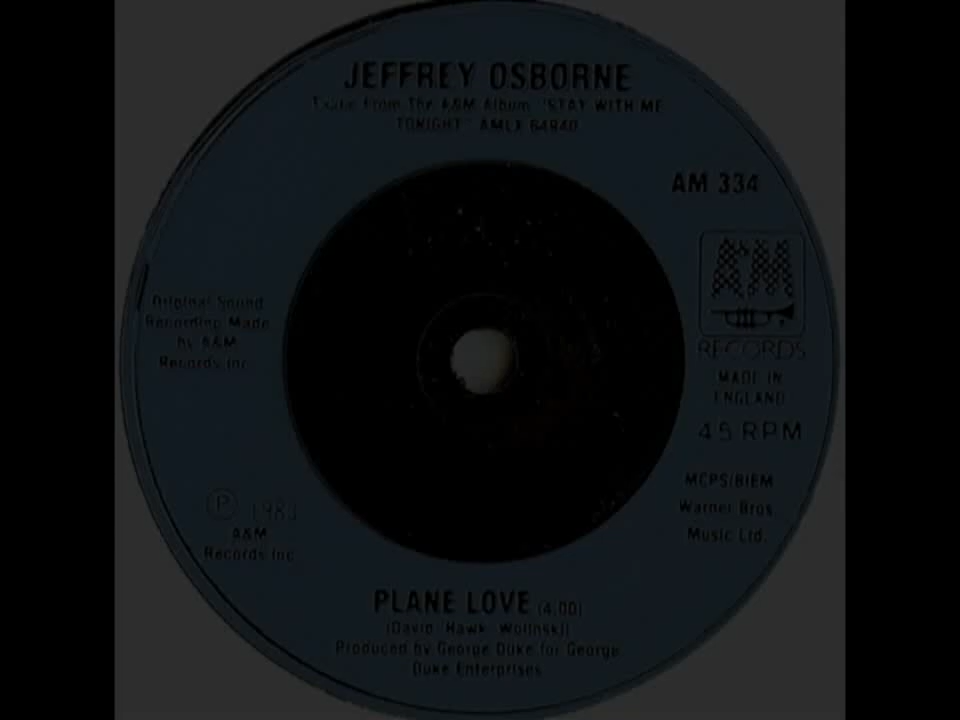 JEFFREY OSBORNE
Taken From The A&M Album "STAY WITH ME
TONIGHT" AMLX 64940
AM 334
A&M
RECORDS
MADE IN
ENGLAND
45 RPM
MCPS/BIEM
Warner Bros.
Music Ltd.
Original Sound
Recording Made
by A&M
Records Inc.
Ⓟ 1983
A&M
Records Inc.
PLANE LOVE (4.00)
(David 'Hawk' Wolinski)
Produced by George Duke for George
Duke Enterprises